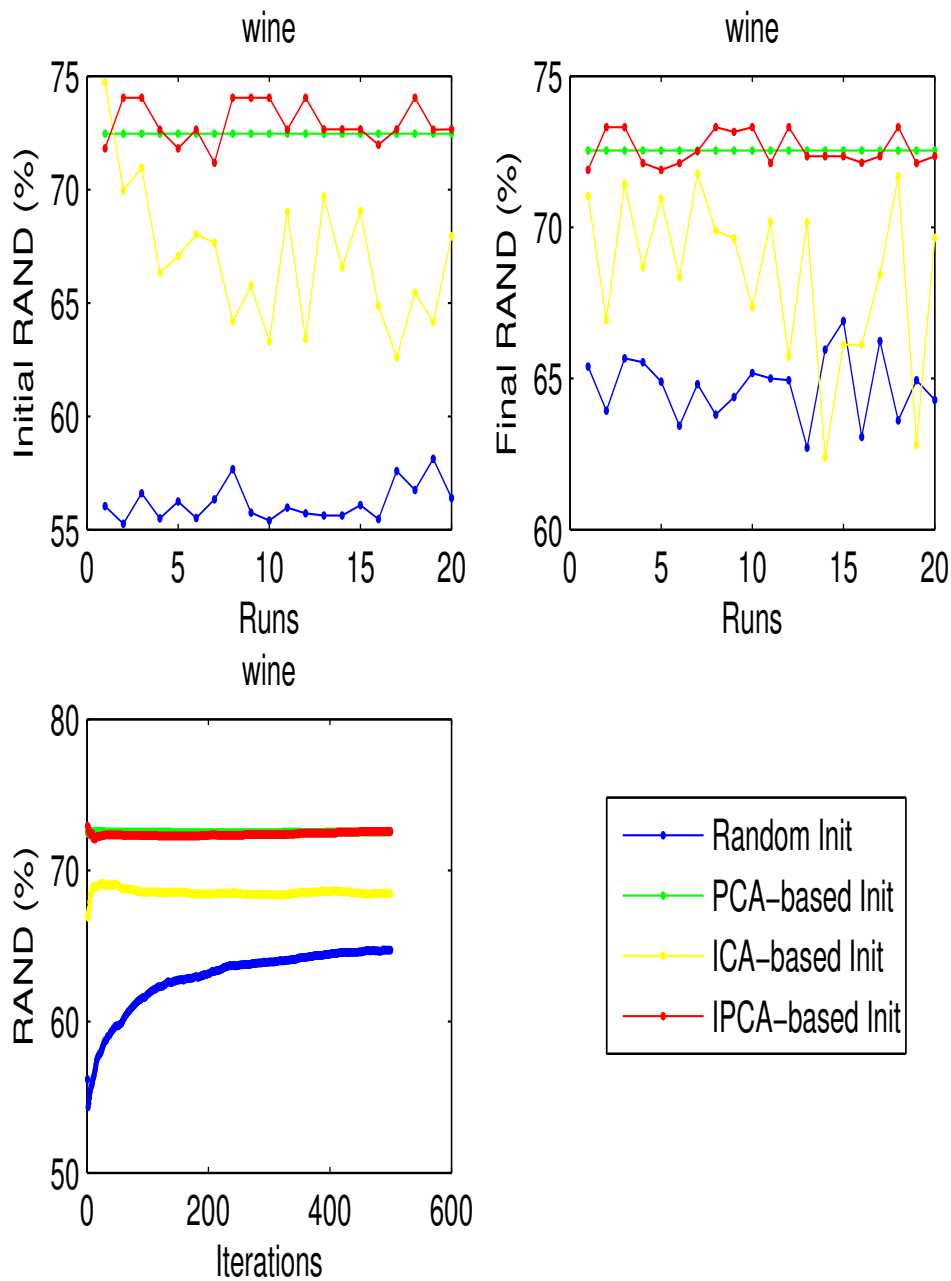 wine
75
70
65
60
55
0
5
10
15
20
Initial RAND (%)
Runs
wine
75
70
65
60
0
5
10
15
20
Final RAND (%)
Runs
wine
80
70
60
50
0
200
400
600
RAND (%)
Iterations
Random Init
PCA−based Init
ICA−based Init
IPCA−based Init